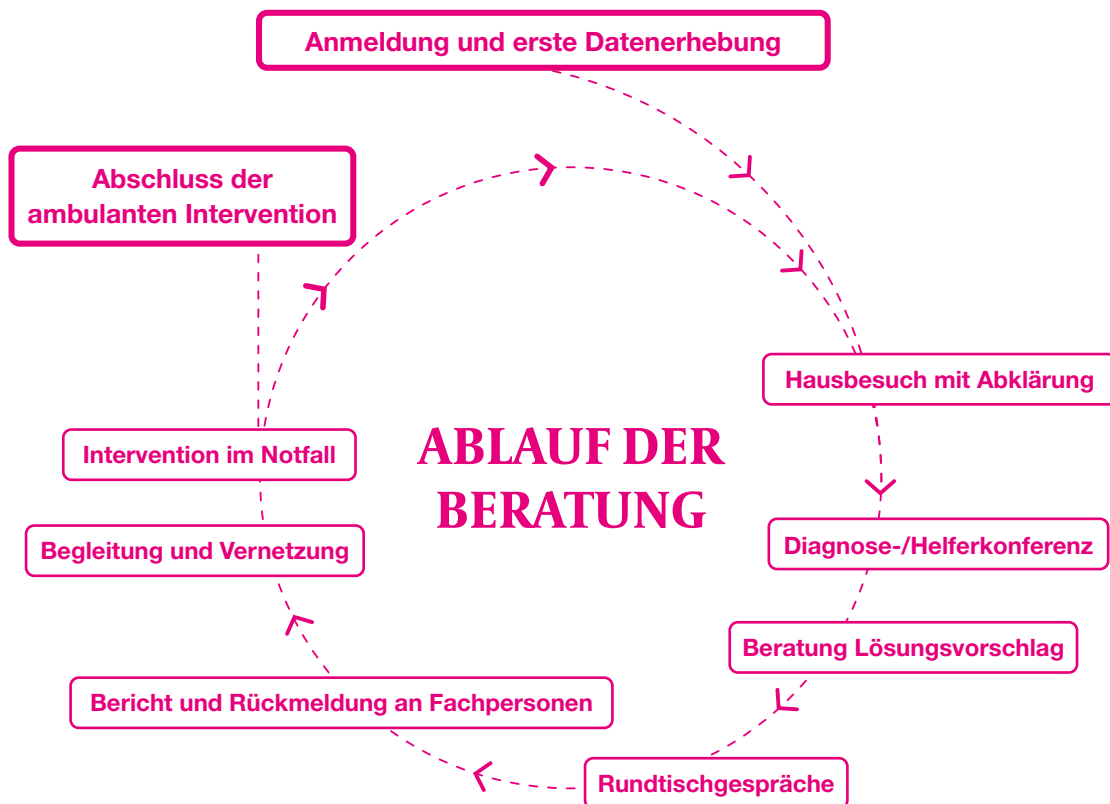 Anmeldung und erste Datenerhebung
Abschluss der
ambulanten Intervention
Hausbesuch mit Abklärung
ABLAUF DER
BERATUNG
Intervention im Notfall
Begleitung und Vernetzung
Diagnose-/Helferkonferenz
Beratung Lösungsvorschlag
Bericht und Rückmeldung an Fachpersonen
Rundtischgespräche